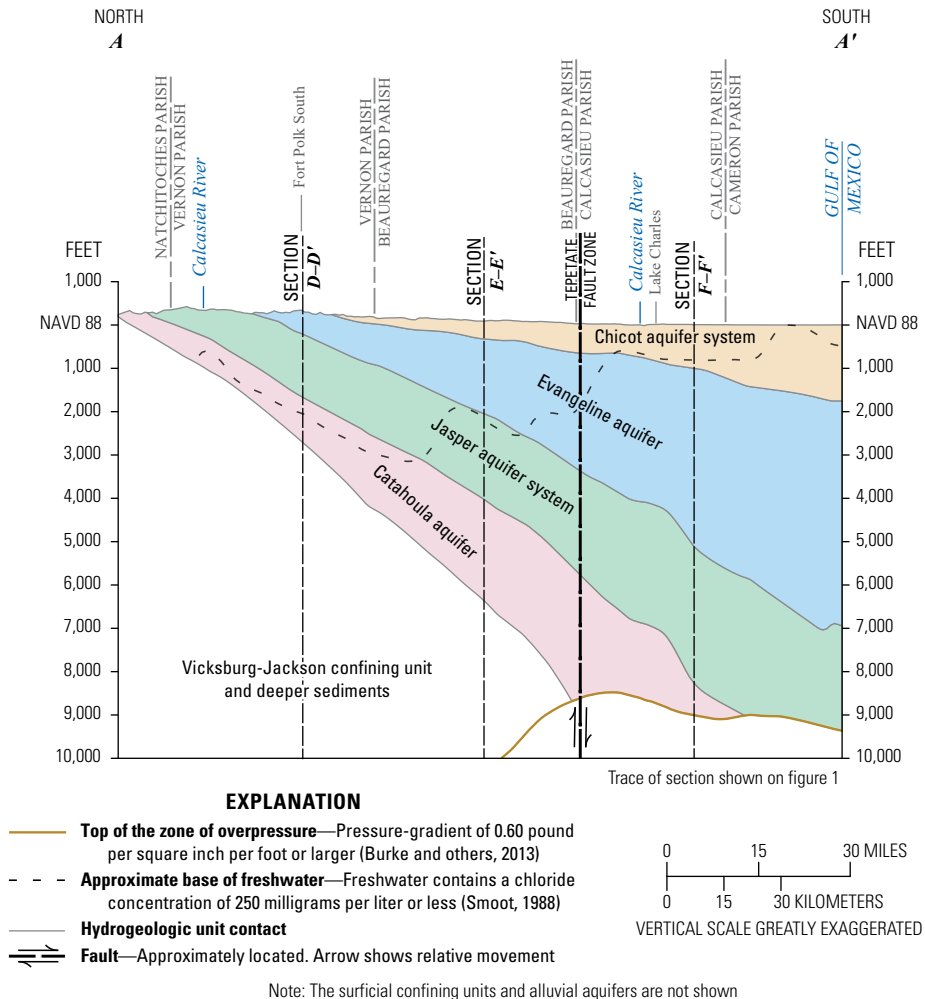 NORTH
A
SOUTH
A′
NATCHITOCHES PARISH
VERNON PARISH
Calcasieu River
Fort Polk South
VERNON PARISH
BEAUREGARD PARISH
BEAUREGARD PARISH
CALCASIEU PARISH
Calcasieu River
Lake Charles
CALCASIEU PARISH
CAMERON PARISH
GULF OF
MEXICO
SECTION
D–D′
SECTION
E–E′
TEPETATE
FAULT ZONE
SECTION
F–F′
FEET
1,000
NAVD 88
1,000
2,000
3,000
4,000
5,000
6,000
7,000
8,000
9,000
10,000
FEET
1,000
NAVD 88
1,000
2,000
3,000
4,000
5,000
6,000
7,000
8,000
9,000
10,000
Chicot aquifer system
Evangeline aquifer
Jasper aquifer system
Catahoula aquifer
Vicksburg-Jackson confining unit
and deeper sediments
Trace of section shown on figure 1
EXPLANATION
Top of the zone of overpressure—Pressure-gradient of 0.60 pound
per square inch per foot or larger (Burke and others, 2013)
Approximate base of freshwater—Freshwater contains a chloride
concentration of 250 milligrams per liter or less (Smoot, 1988)
Hydrogeologic unit contact
Fault—Approximately located. Arrow shows relative movement
0 15 30 MILES
0 15 30 KILOMETERS
VERTICAL SCALE GREATLY EXAGGERATED
Note: The surficial confining units and alluvial aquifers are not shown